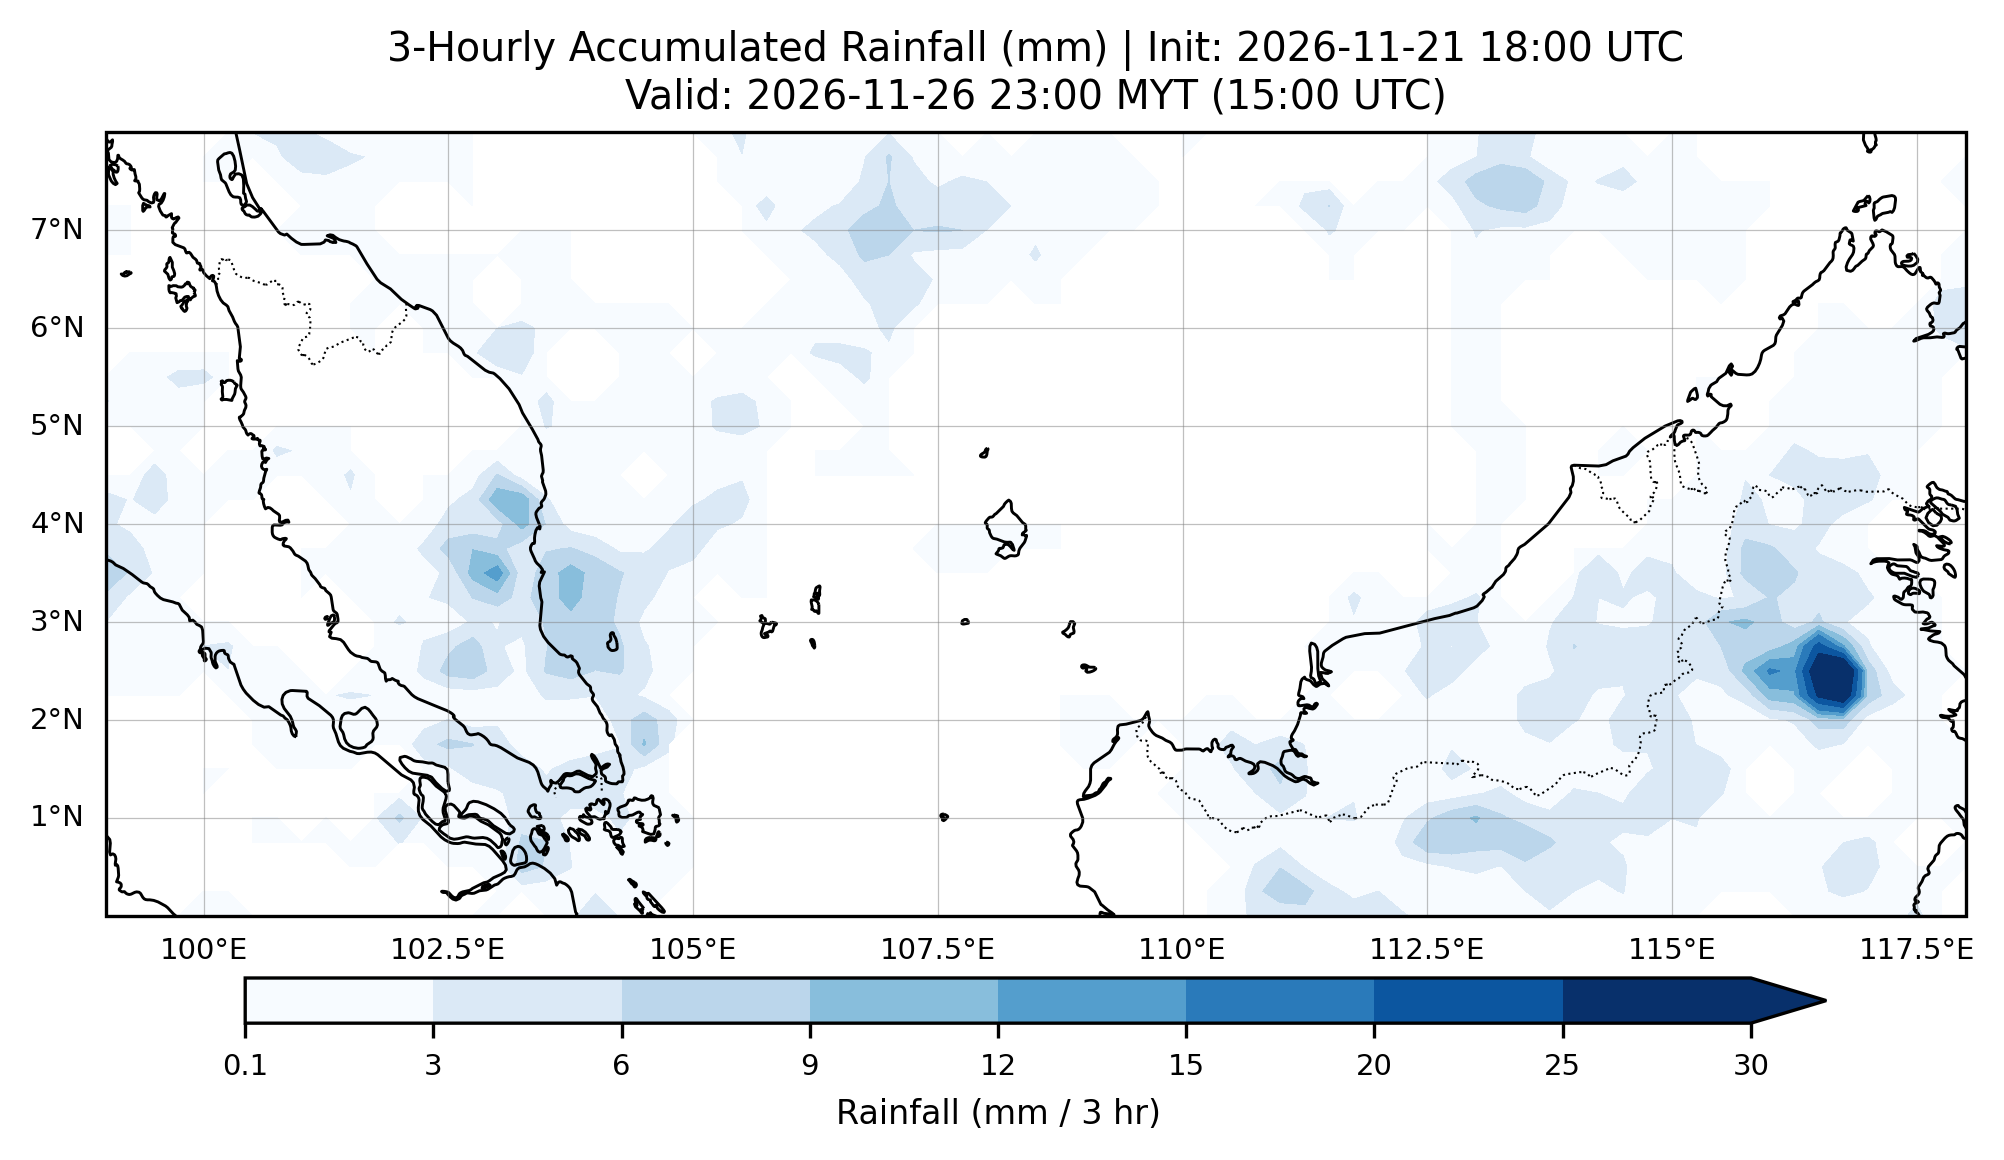 3-Hourly Accumulated Rainfall (mm) | Init: 2026-11-21 18:00 UTC
Valid: 2026-11-26 23:00 MYT (15:00 UTC)
7°N
6°N
5°N
4°N
3°N
2°N
1°N
100°E 102.5°E 105°E 107.5°E 110°E 112.5°E 115°E 117.5°E
0.1 3 6 9 12 15 20 25 30
Rainfall (mm / 3 hr)